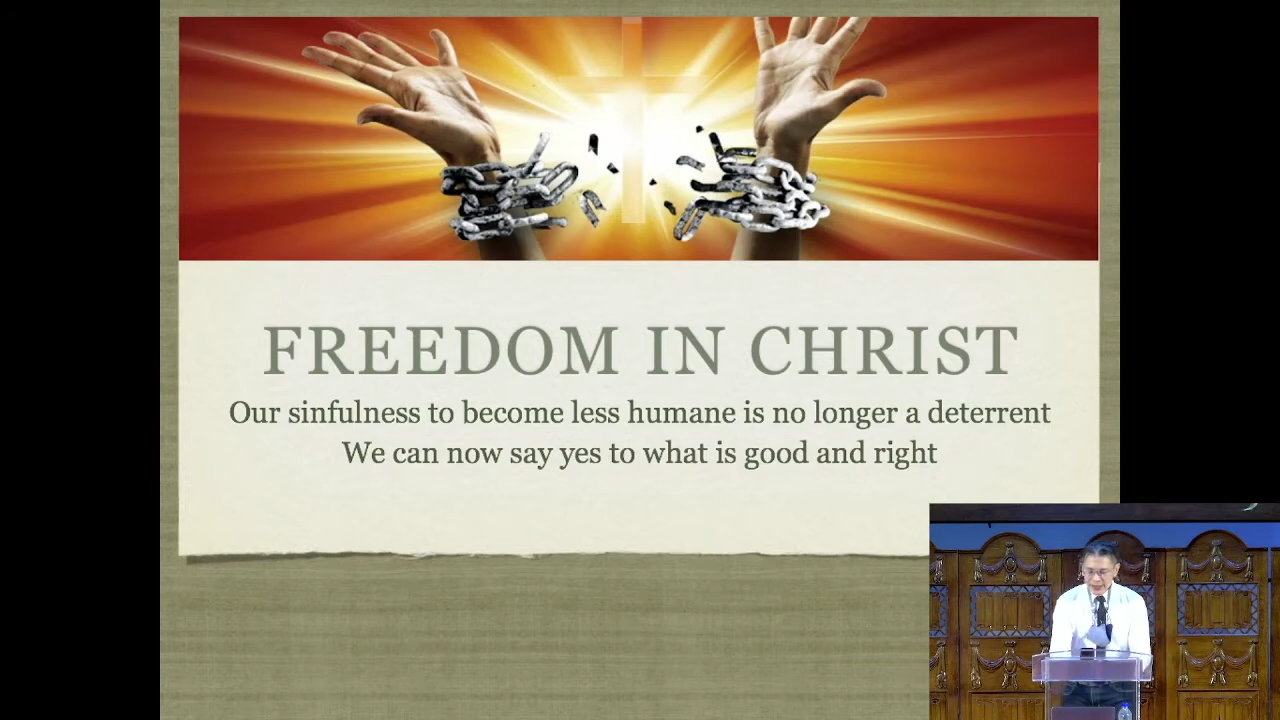 FREEDOM IN CHRIST
Our sinfulness to become less humane is no longer a deterrent
We can now say yes to what is good and right